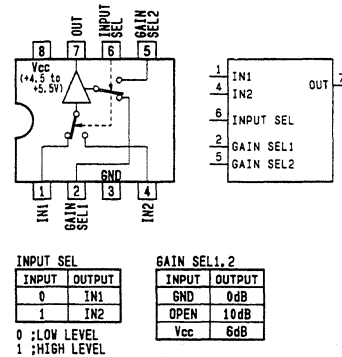 OUT
INPUT
SEL
GAIN
SEL2
8 7 6 5
Vcc
(+4.5 to
+5.5V)
GND
1 2 3 4
IN1
GAIN
SEL1
IN2
1 IN1
4 IN2
OUT 7
6 INPUT SEL
2 GAIN SEL1
5 GAIN SEL2
INPUT SEL
INPUT OUTPUT
0 IN1
1 IN2
0 ;LOW LEVEL
1 ;HIGH LEVEL
GAIN SEL1,2
INPUT OUTPUT
GND 0dB
OPEN 10dB
Vcc 6dB